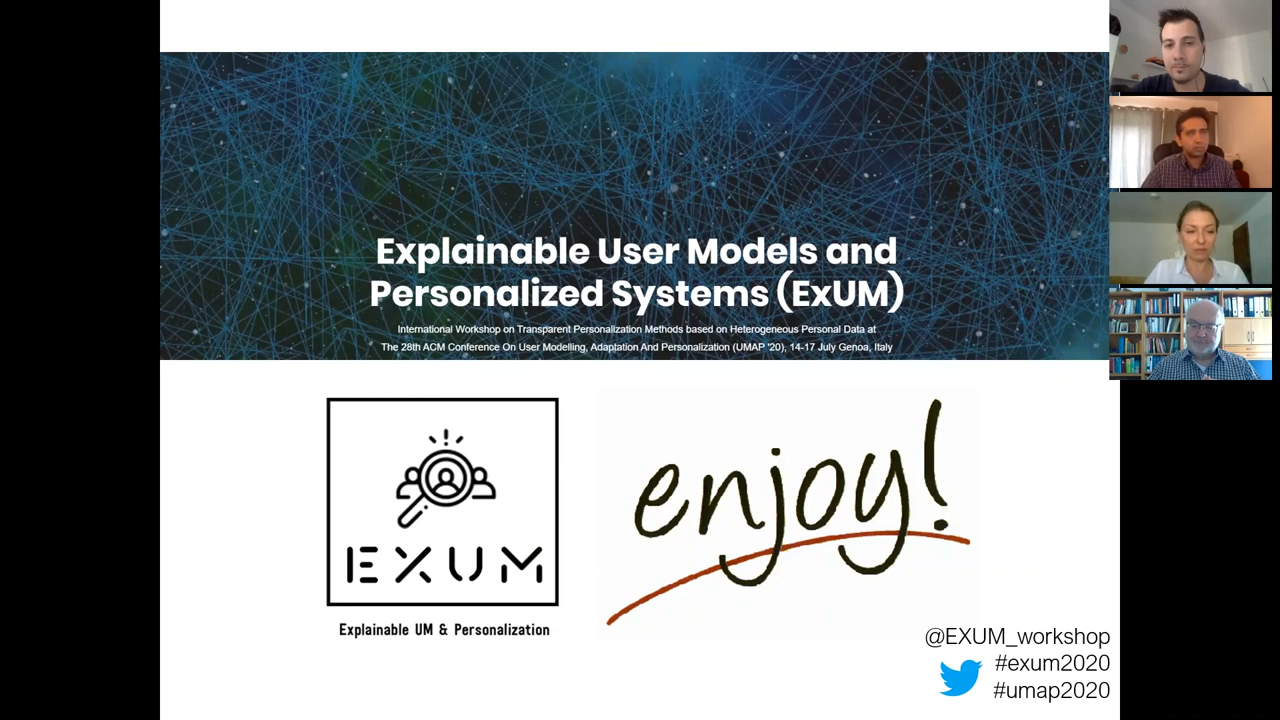 Explainable User Models and
Personalized Systems (ExUM)
International Workshop on Transparent Personalization Methods based on Heterogeneous Personal Data at
The 28th ACM Conference On User Modelling, Adaptation And Personalization (UMAP '20), 14-17 July Genoa, Italy
EXUM
Explainable UM & Personalization
enjoy!
@EXUM_workshop
#exum2020
#umap2020